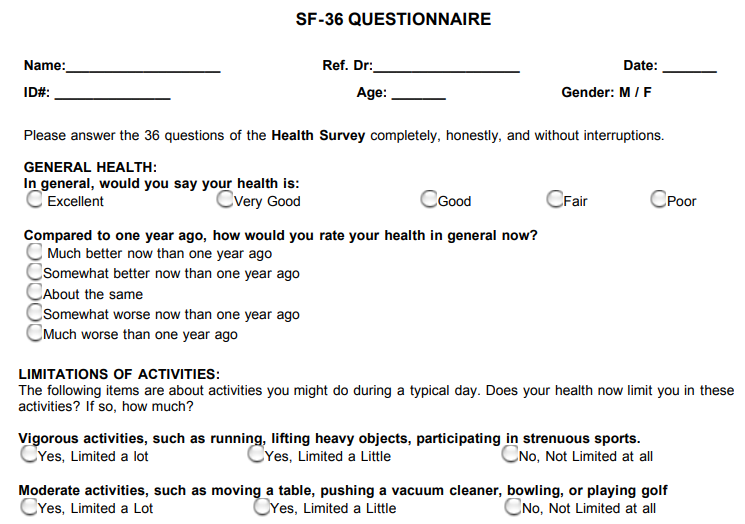 SF-36 QUESTIONNAIRE
Name:____________________ Ref. Dr:___________________ Date: _______
ID#: _______________ Age: _______ Gender: M / F
Please answer the 36 questions of the Health Survey completely, honestly, and without interruptions.
GENERAL HEALTH:
In general, would you say your health is:
Excellent Very Good Good Fair Poor
Compared to one year ago, how would you rate your health in general now?
Much better now than one year ago
Somewhat better now than one year ago
About the same
Somewhat worse now than one year ago
Much worse than one year ago
LIMITATIONS OF ACTIVITIES:
The following items are about activities you might do during a typical day. Does your health now limit you in these
activities? If so, how much?
Vigorous activities, such as running, lifting heavy objects, participating in strenuous sports.
Yes, Limited a lot Yes, Limited a Little No, Not Limited at all
Moderate activities, such as moving a table, pushing a vacuum cleaner, bowling, or playing golf
Yes, Limited a Lot Yes, Limited a Little No, Not Limited at all